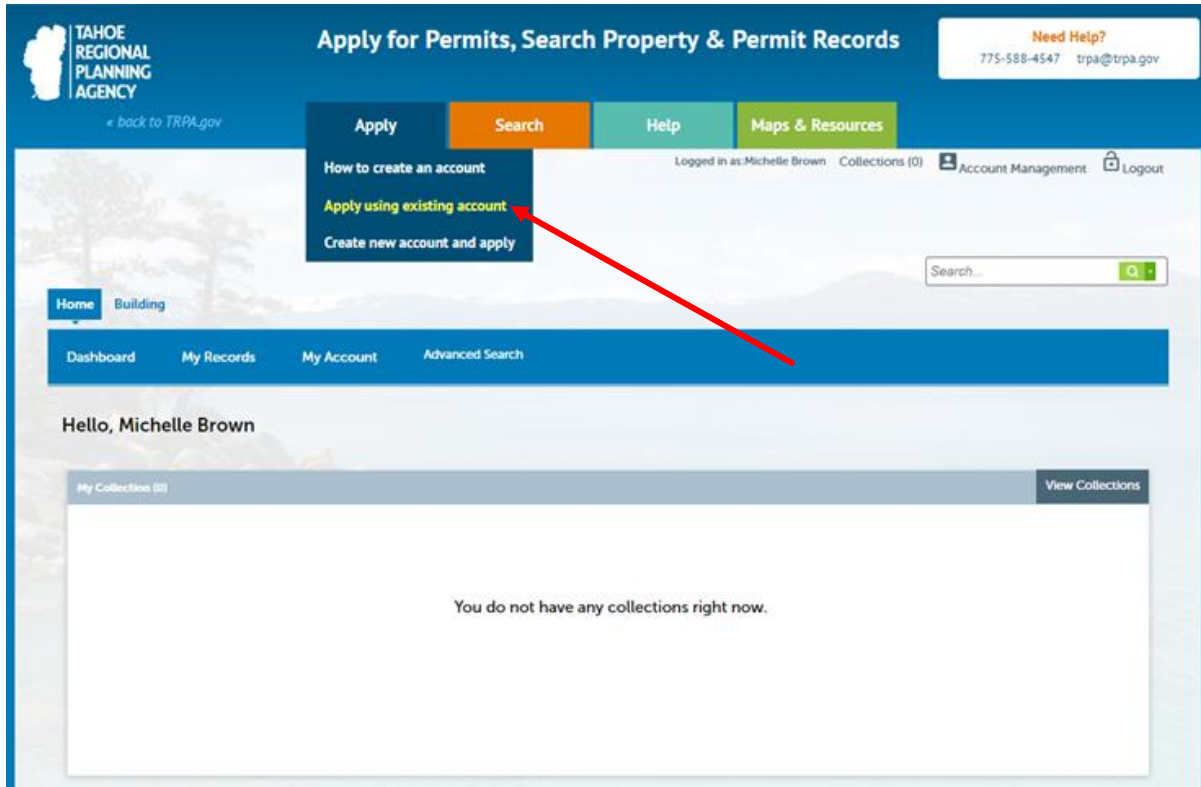 TAHOE
REGIONAL
PLANNING
AGENCY
« back to TRPA.gov
Apply for Permits, Search Property & Permit Records
Need Help?
775-588-4547 trpa@trpa.gov
Apply Search Help Maps & Resources
How to create an account
Apply using existing account
Create new account and apply
Logged in as:Michelle Brown Collections (0) Account Management Logout
Search...
Home Building
Dashboard My Records My Account Advanced Search
Hello, Michelle Brown
My Collection (0) View Collections
You do not have any collections right now.